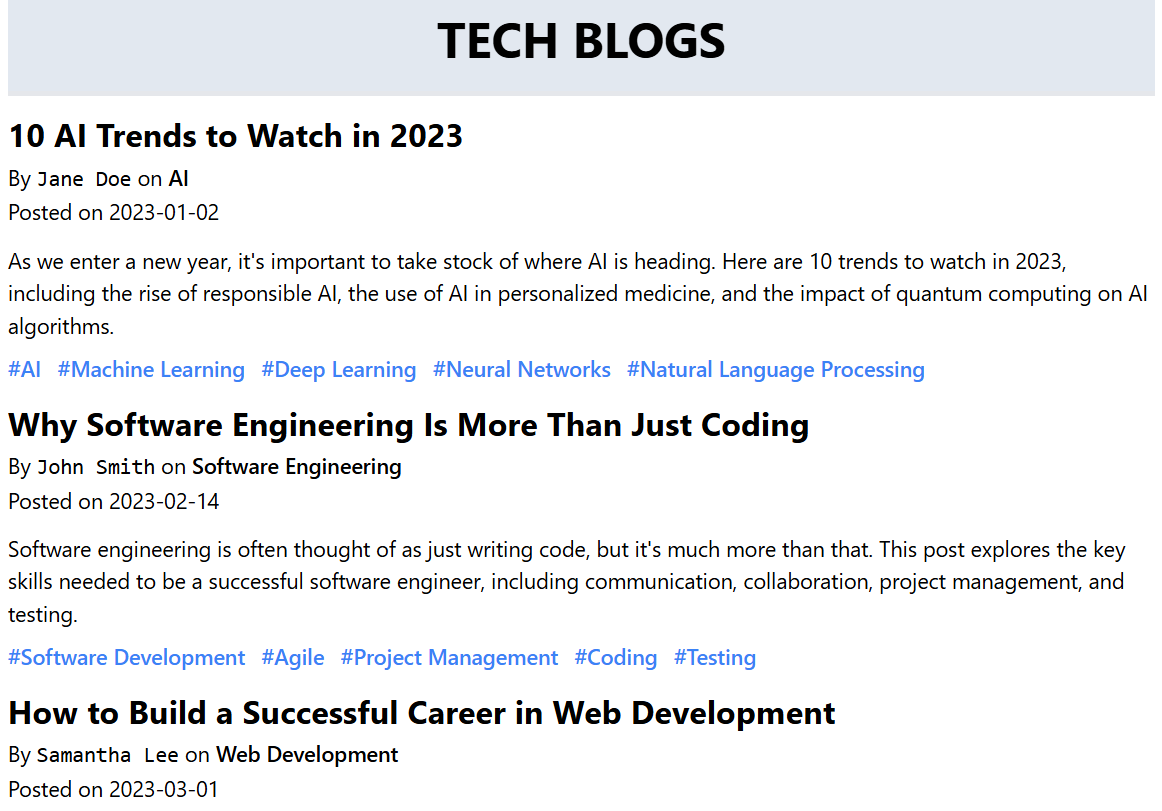 TECH BLOGS
10 AI Trends to Watch in 2023
By Jane Doe on AI
Posted on 2023-01-02
As we enter a new year, it's important to take stock of where AI is heading. Here are 10 trends to watch in 2023,
including the rise of responsible AI, the use of AI in personalized medicine, and the impact of quantum computing on AI
algorithms.
#AI #Machine Learning #Deep Learning #Neural Networks #Natural Language Processing
Why Software Engineering Is More Than Just Coding
By John Smith on Software Engineering
Posted on 2023-02-14
Software engineering is often thought of as just writing code, but it's much more than that. This post explores the key
skills needed to be a successful software engineer, including communication, collaboration, project management, and
testing.
#Software Development #Agile #Project Management #Coding #Testing
How to Build a Successful Career in Web Development
By Samantha Lee on Web Development
Posted on 2023-03-01